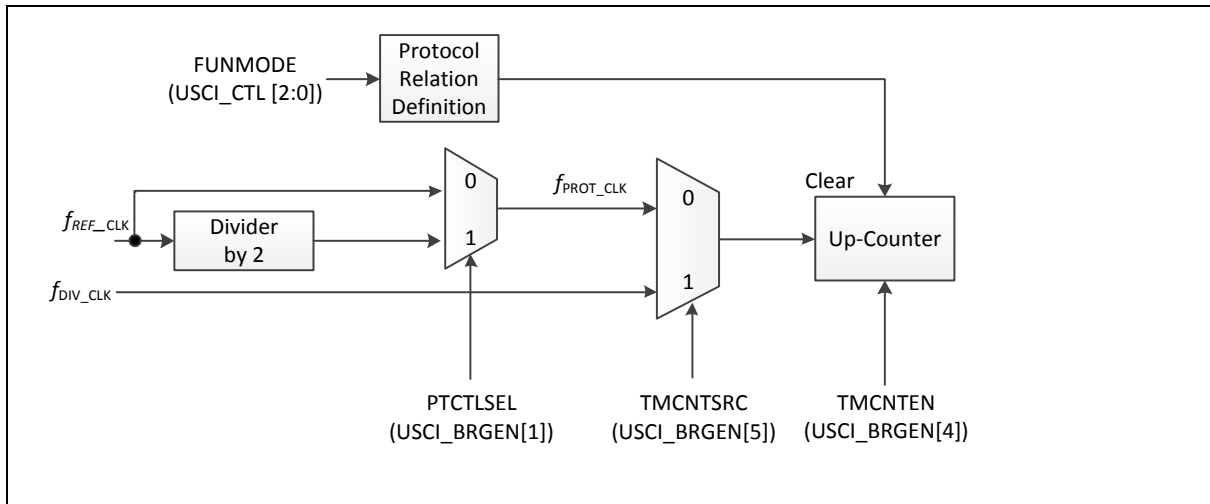 FUNMODE
(USCI_CTL [2:0])
Protocol
Relation
Definition
Clear
0
fPROT_CLK
0
fREF_CLK
Divider
by 2
1
Up-Counter
fDIV_CLK
1
PTCTLSEL
(USCI_BRGEN[1])
TMCNTSRC
(USCI_BRGEN[5])
TMCNTEN
(USCI_BRGEN[4])